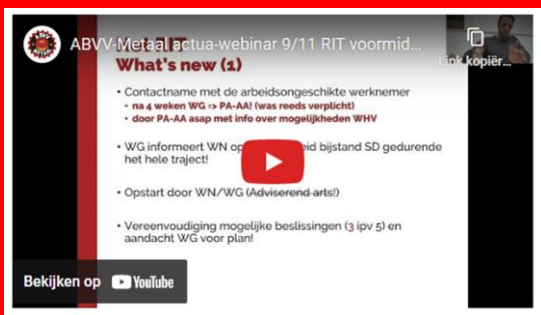 ABVV-Metaal actua-webinar 9/11 RIT voormid...
Link kopiër...
What's new (1)
• Contactname met de arbeidsongeschikte werknemer
• na 4 weken WG => PA-AA! (was reeds verplicht)
• door PA-AA asap met info over mogelijkheden WHV
• WG informeert WN op eid bijstand SD gedurende
het hele traject!
• Opstart door WN/WG (Adviserend arts!)
• Vereenvoudiging mogelijke beslissingen (3 ipv 5) en
aandacht WG voor plan!
Bekijken op YouTube